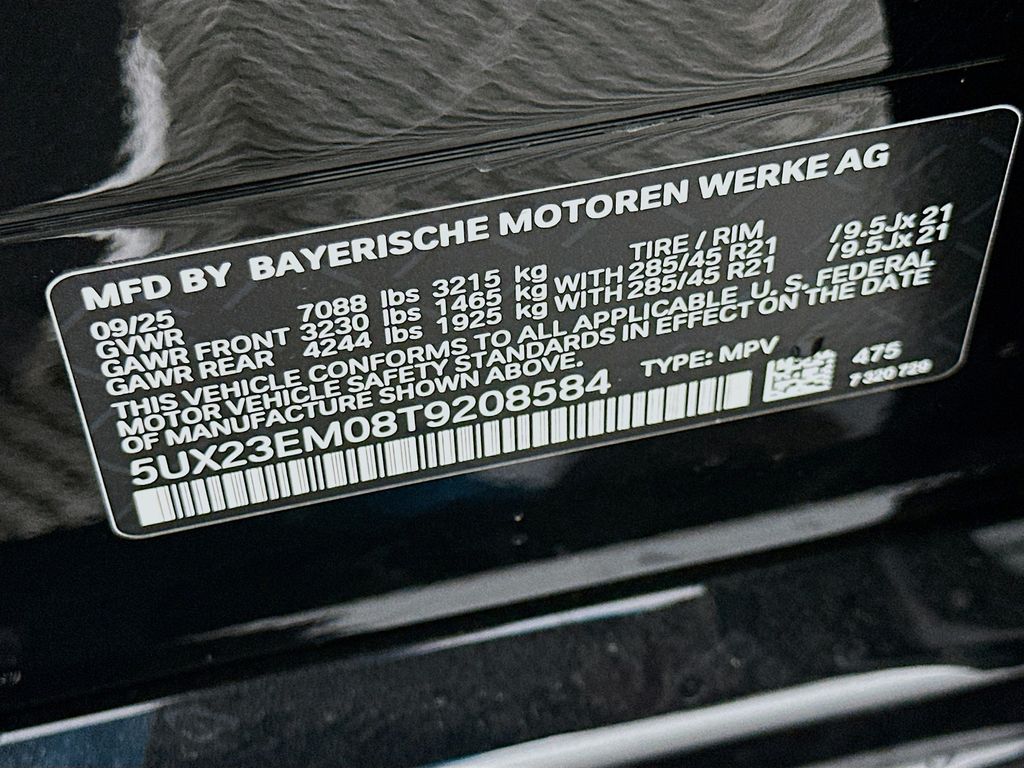 MFD BY BAYERISCHE MOTOREN WERKE AG
09/25 TIRE / RIM
GVWR 7088 lbs 3215 kg
GAWR FRONT 3230 lbs 1465 kg WITH 285/45 R21 /9.5Jx 21
GAWR REAR 4244 lbs 1925 kg WITH 285/45 R21 /9.5Jx 21
THIS VEHICLE CONFORMS TO ALL APPLICABLE U. S. FEDERAL
MOTOR VEHICLE SAFETY STANDARDS IN EFFECT ON THE DATE
OF MANUFACTURE SHOWN ABOVE.
5UX23EM08T9208584 TYPE: MPV 475
7 320 729